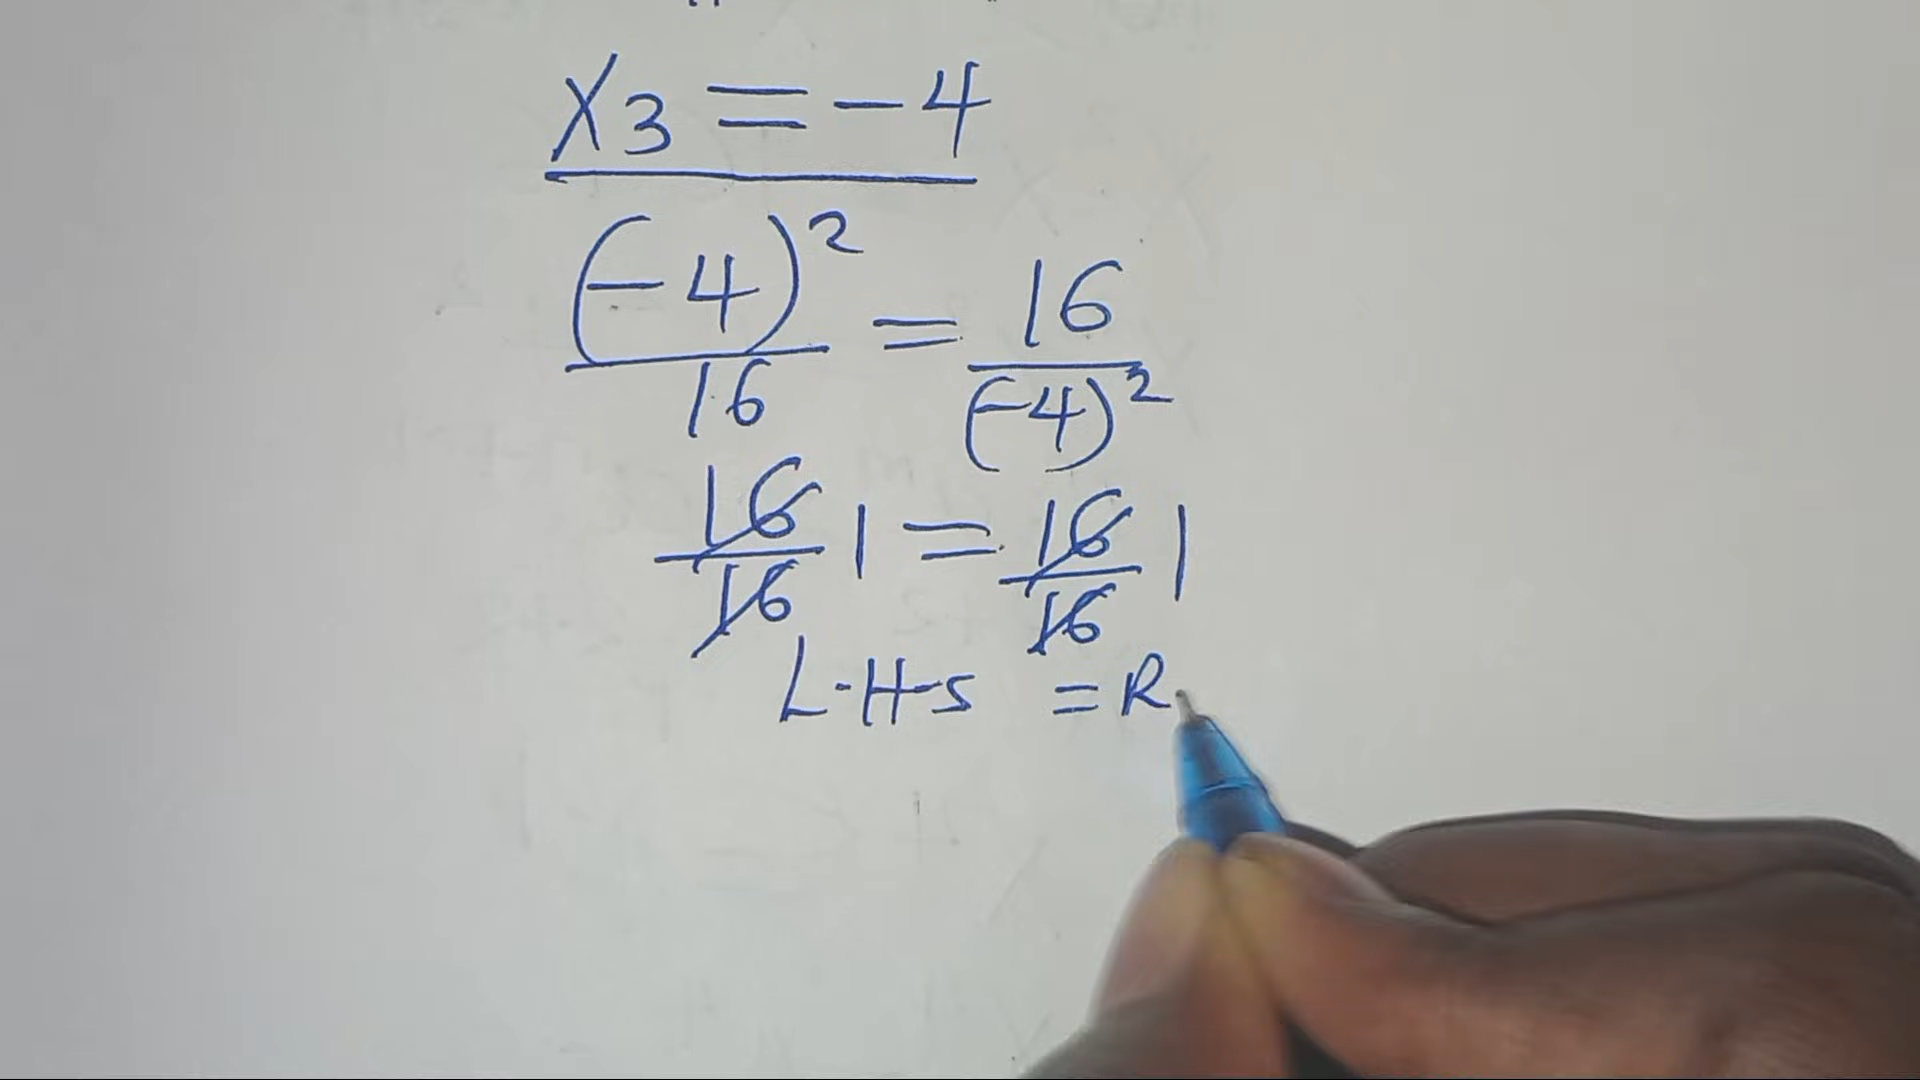 X3 = -4
(-4)²/16 = 16/(-4)²
16/16 1 = 16/16 1
L.H.S = R